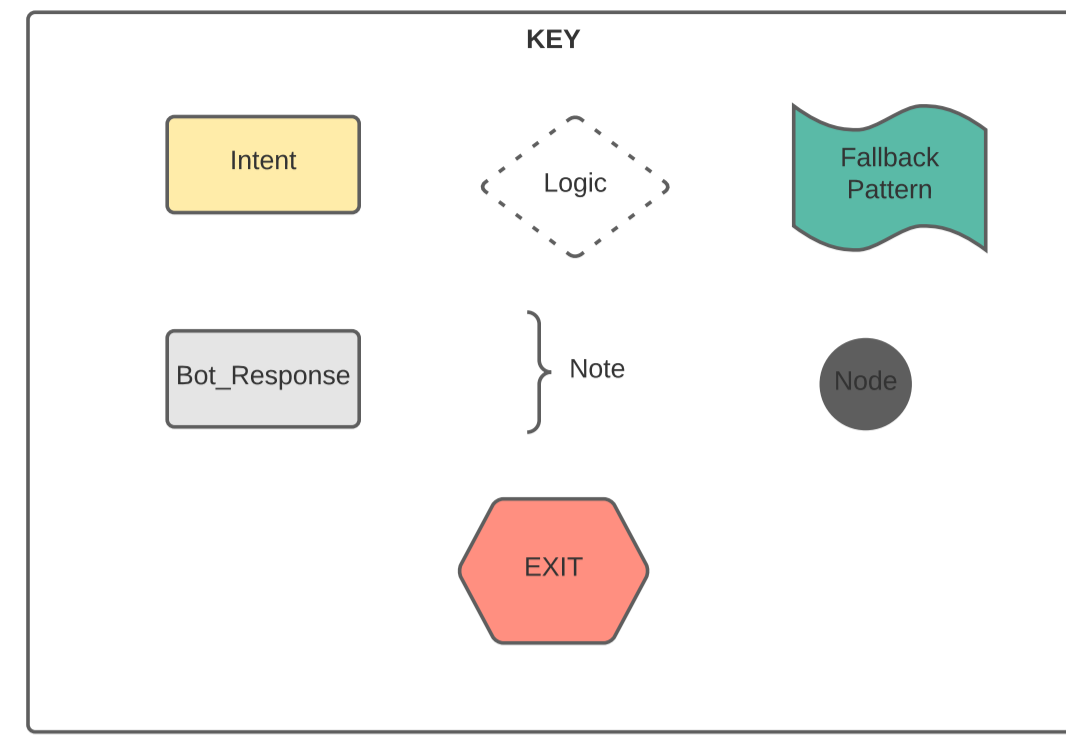 KEY
Intent
Logic
Fallback
Pattern
Bot_Response
Note
Node
EXIT